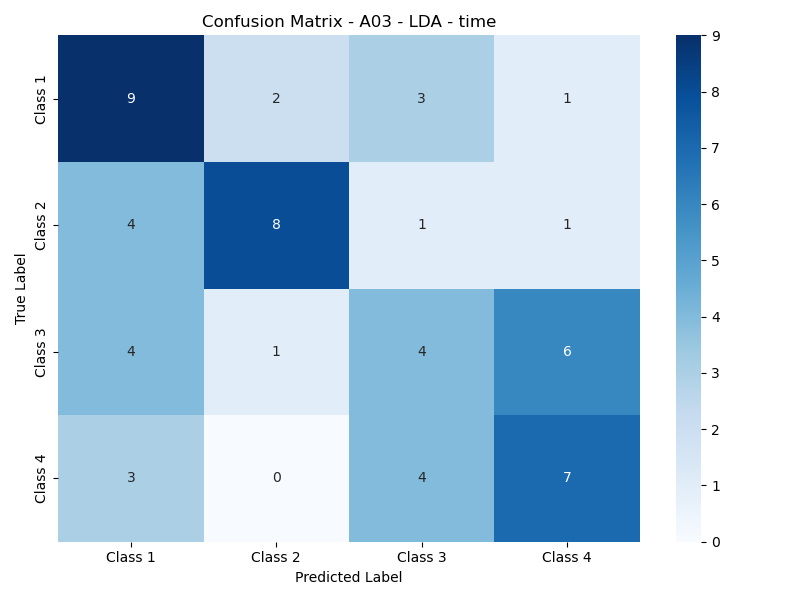 Confusion Matrix - A03 - LDA - time
True Label
Class 1
9 2 3 1
Class 2
4 8 1 1
Class 3
4 1 4 6
Class 4
3 0 4 7
Class 1 Class 2 Class 3 Class 4
Predicted Label
9
8
7
6
5
4
3
2
1
0